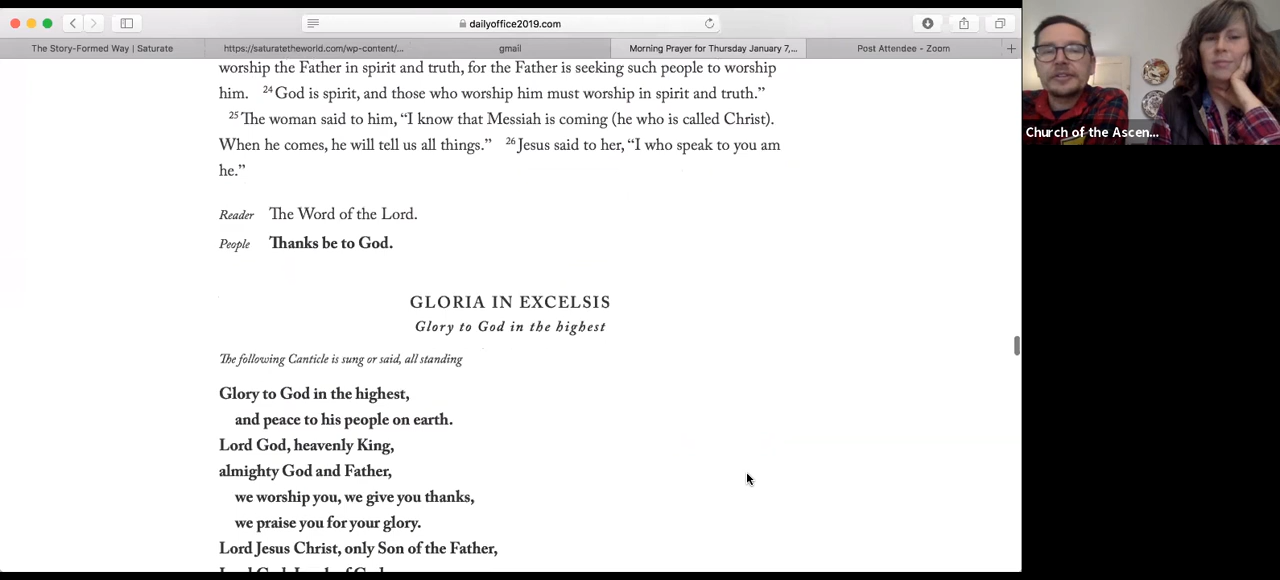 dailyoffice2019.com
The Story-Formed Way | Saturate
https://saturatetheworld.com/wp-content/...
gmail
Morning Prayer for Thursday January 7,...
Post Attendee - Zoom
worship the Father in spirit and truth, for the Father is seeking such people to worship
him. 24 God is spirit, and those who worship him must worship in spirit and truth.”
25 The woman said to him, “I know that Messiah is coming (he who is called Christ).
When he comes, he will tell us all things.” 26 Jesus said to her, “I who speak to you am
he.”
Reader The Word of the Lord.
People Thanks be to God.
GLORIA IN EXCELSIS
Glory to God in the highest
The following Canticle is sung or said, all standing
Glory to God in the highest,
and peace to his people on earth.
Lord God, heavenly King,
almighty God and Father,
we worship you, we give you thanks,
we praise you for your glory.
Lord Jesus Christ, only Son of the Father,
Church of the Ascen...